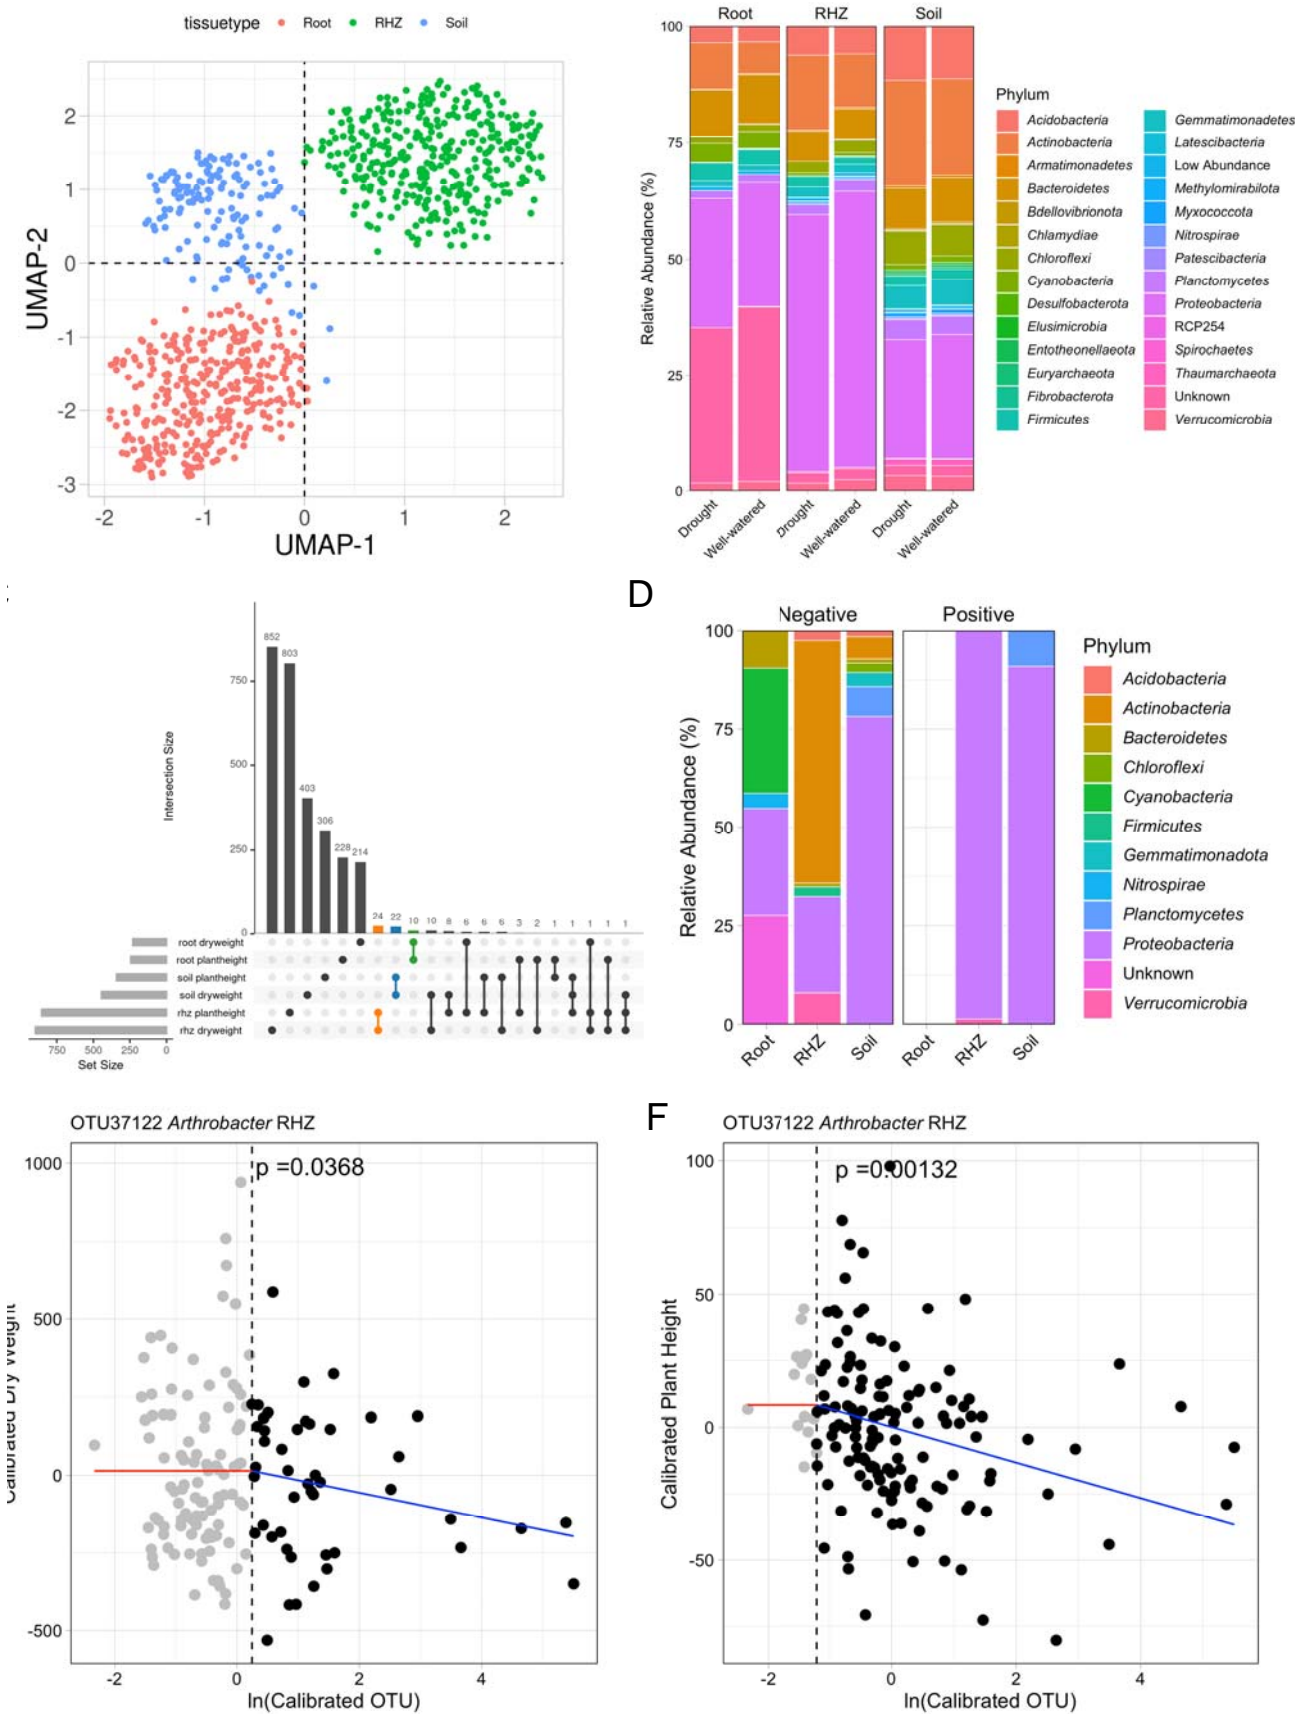 tissuetype Root RHZ Soil
2
1
0
-1
-2
-3
-2 -1 0 1 2
UMAP-1
UMAP-2
Root RHZ Soil
100
75
50
25
0
Relative Abundance (%)
Drought Well-watered Drought Well-watered Drought Well-watered
Phylum
Acidobacteria
Actinobacteria
Armatimonadetes
Bacteroidetes
Bdellovibrionota
Chlamydiae
Chloroflexi
Cyanobacteria
Desulfobacterota
Elusimicrobia
Entotheonellaeota
Euryarchaeota
Fibrobacterota
Firmicutes
Gemmatimonadetes
Latescibacteria
Low Abundance
Methylomirabilota
Myxococcota
Nitrospirae
Patescibacteria
Planctomycetes
Proteobacteria
RCP254
Spirochaetes
Thaumarchaeota
Unknown
Verrucomicrobia
Intersection Size
750
500
250
0
852 803 403 306 228 214 24 22 10 10 8 6 6 6 3 2 1 1 1 1 1
root dryweight
root plantheight
soil plantheight
soil dryweight
rhz plantheight
rhz dryweight
750 500 250 0
Set Size
D
Negative Positive
100
75
50
25
0
Relative Abundance (%)
Root RHZ Soil Root RHZ Soil
Phylum
Acidobacteria
Actinobacteria
Bacteroidetes
Chloroflexi
Cyanobacteria
Firmicutes
Gemmatimonadota
Nitrospirae
Planctomycetes
Proteobacteria
Unknown
Verrucomicrobia
OTU37122 Arthrobacter RHZ
p =0.0368
1000
500
0
-500
Calibrated Dry Weight
-2 0 2 4
ln(Calibrated OTU)
F
OTU37122 Arthrobacter RHZ
p =0.00132
100
50
0
-50
Calibrated Plant Height
-2 0 2 4
ln(Calibrated OTU)